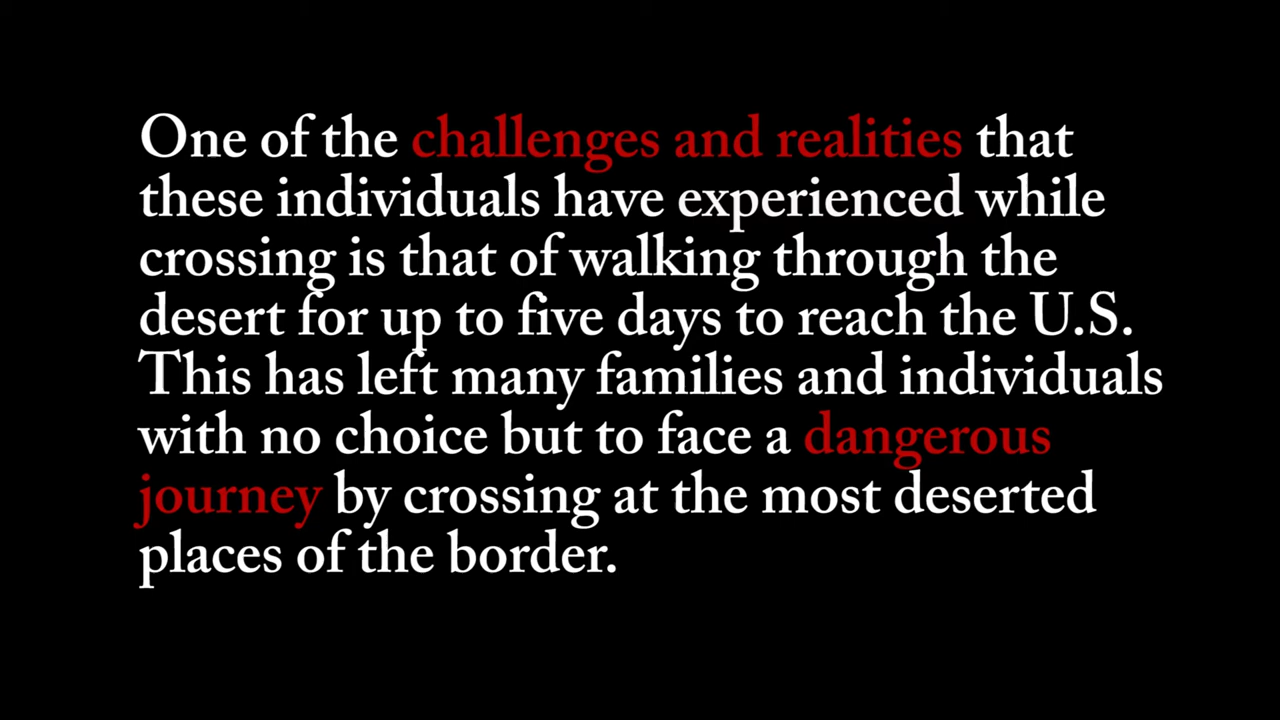 One of the challenges and realities that
these individuals have experienced while
crossing is that of walking through the
desert for up to five days to reach the U.S.
This has left many families and individuals
with no choice but to face a dangerous
journey by crossing at the most deserted
places of the border.